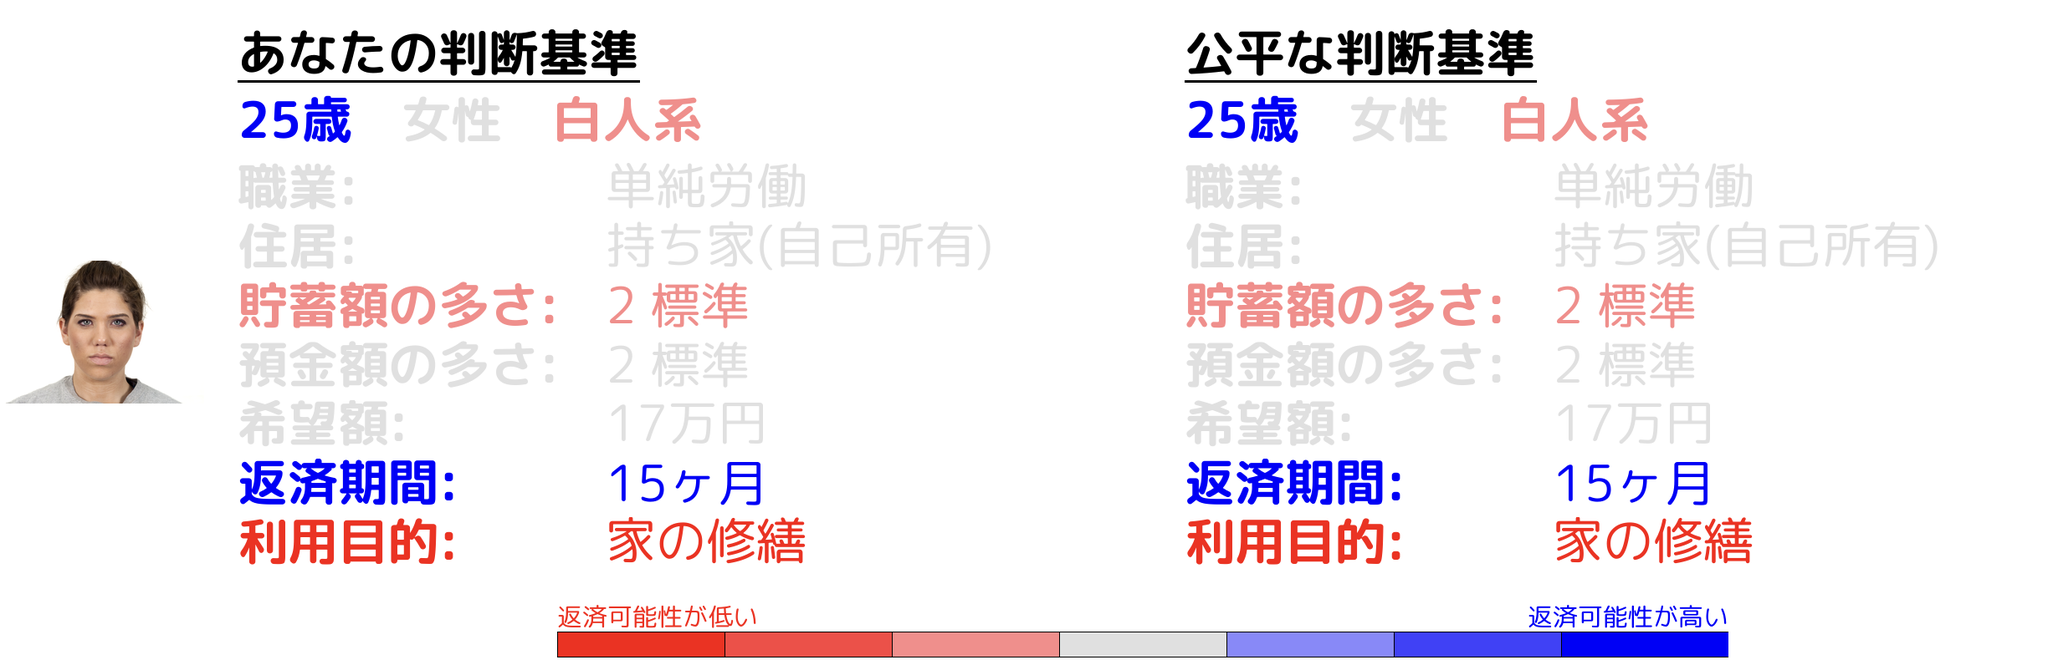 あなたの判断基準
25歳 女性 白人系
職業: 単純労働
住居: 持ち家(自己所有)
貯蓄額の多さ: 2 標準
預金額の多さ: 2 標準
希望額: 17万円
返済期間: 15ヶ月
利用目的: 家の修繕
公平な判断基準
25歳 女性 白人系
職業: 単純労働
住居: 持ち家(自己所有)
貯蓄額の多さ: 2 標準
預金額の多さ: 2 標準
希望額: 17万円
返済期間: 15ヶ月
利用目的: 家の修繕
返済可能性が低い 返済可能性が高い